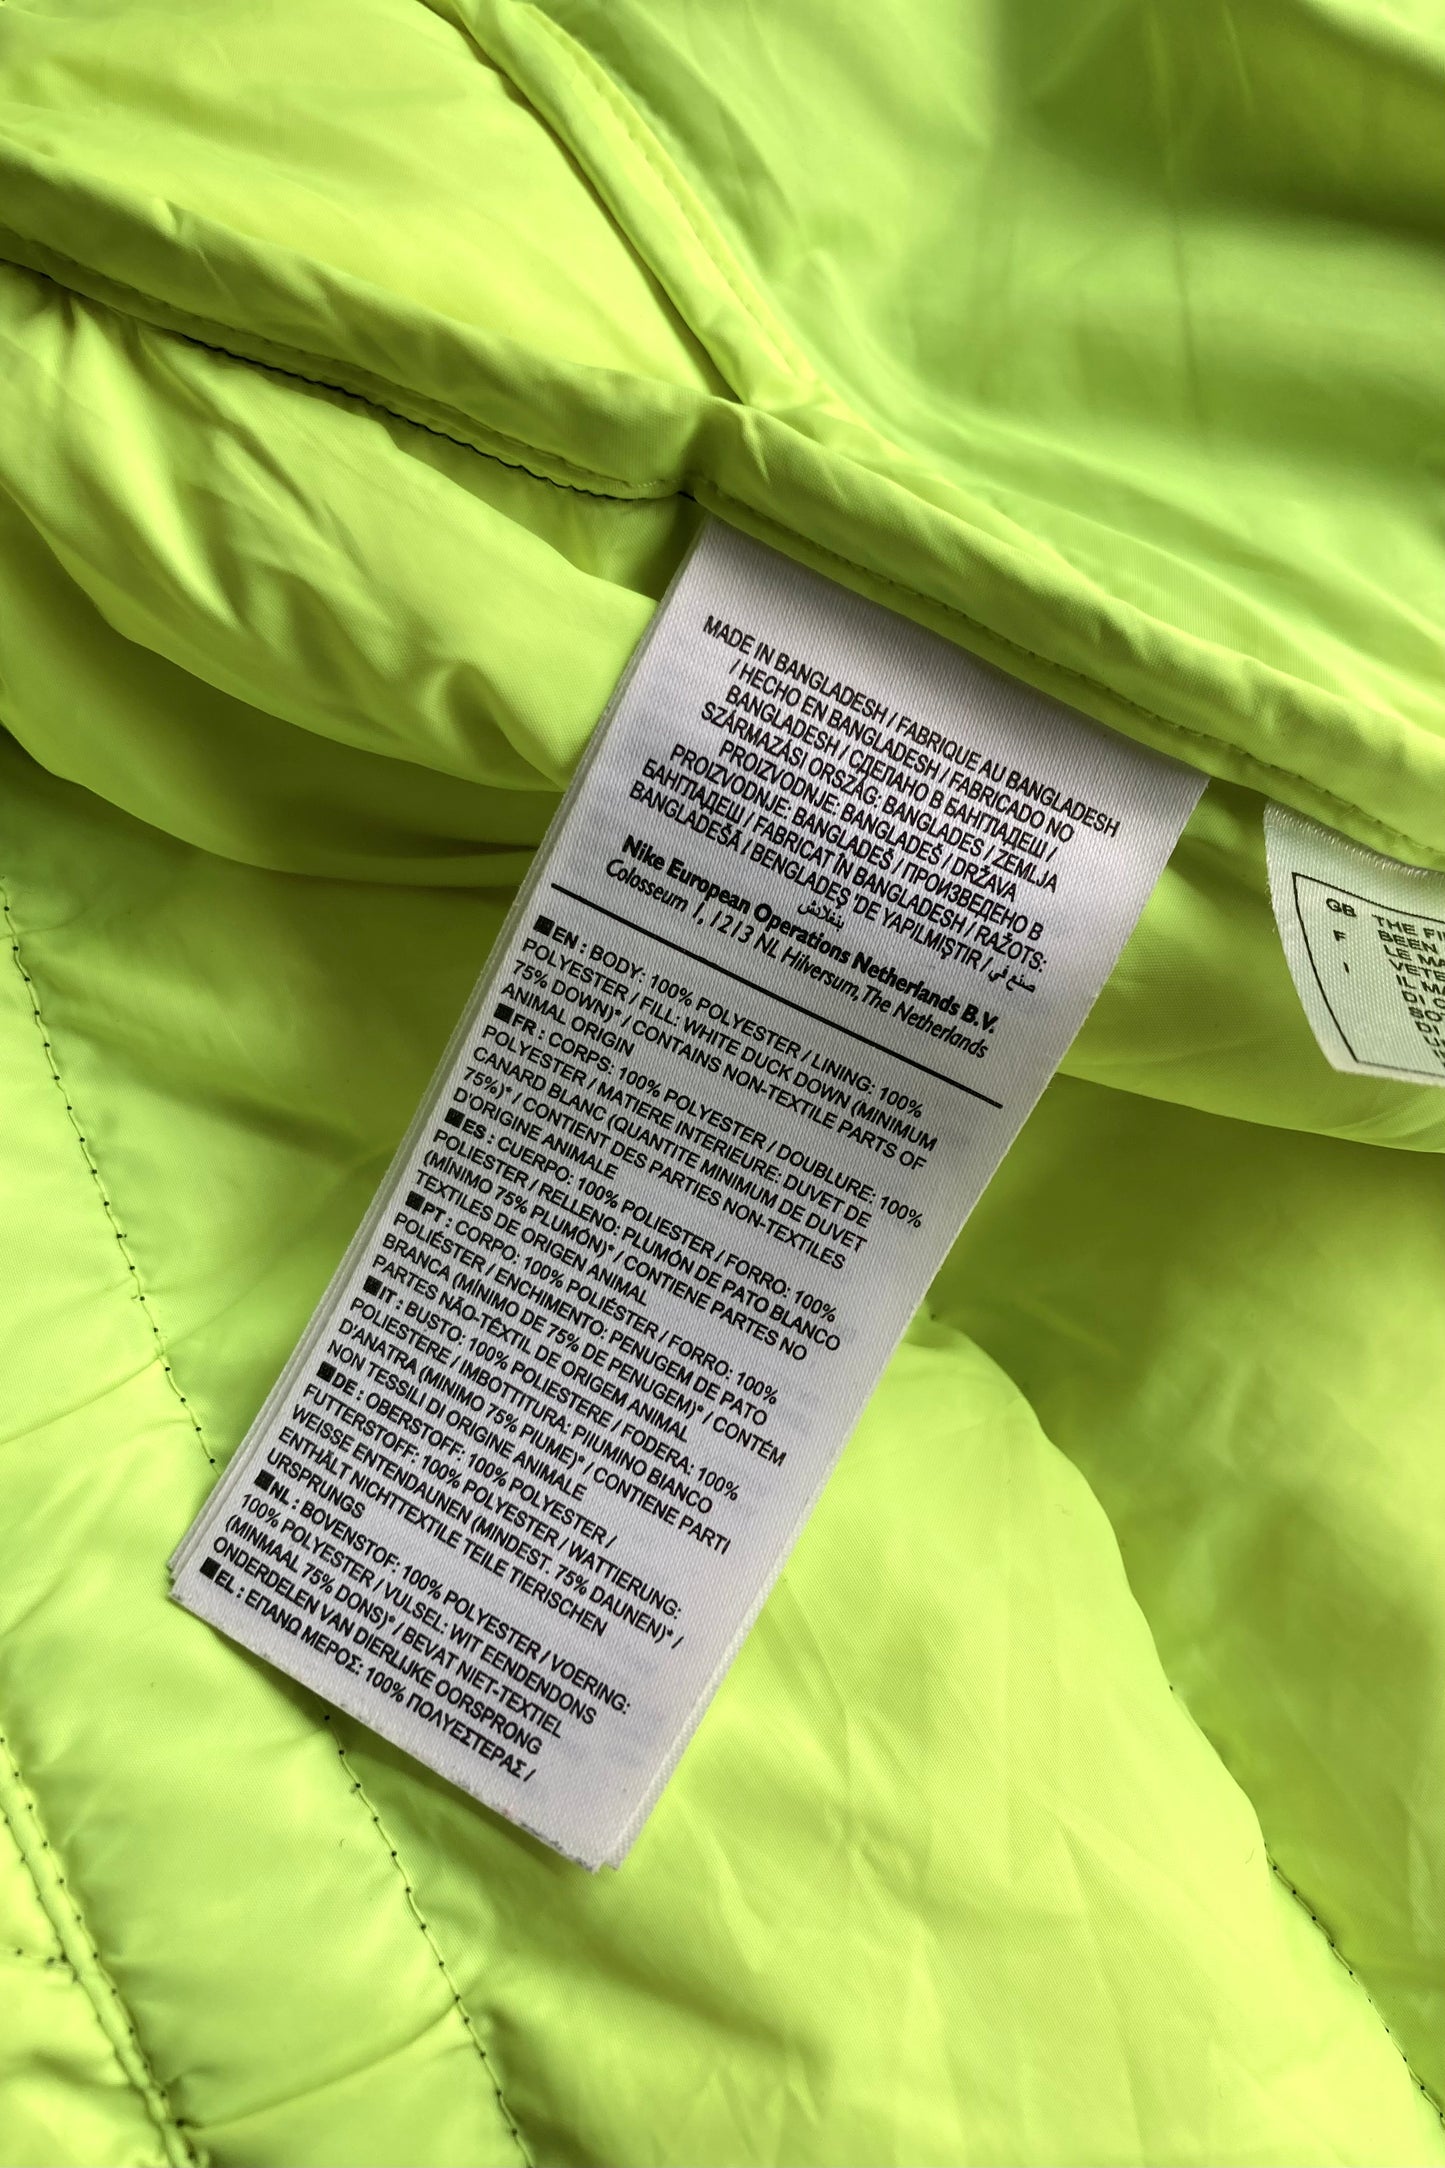 MADE IN BANGLADESH / FABRIQUE AU BANGLADESH
/ HECHO EN BANGLADESH / FABRICADO NO
BANGLADESH / СДЕЛАНО В БАНГЛАДЕШ /
SZÁRMAZÁSI ORSZÁG: BANGLADES / ZEMLJA
PROIZVODNJE: BANGLADEŠ / DRŽAVA
PROIZVODNJE: BANGLADEŠ / ПРОИЗВЕДЕНО В
БАНГЛАДЕШ / FABRICAT ÎN BANGLADESH / RAŽOTS:
BANGLADEŠĀ / BENGLADEŞ 'DE YAPILMIŞTIR / صنع في
بنغلادش
Nike European Operations Netherlands B.V.
Colosseum 1, 1213 NL Hilversum, The Netherlands
■EN : BODY: 100% POLYESTER / LINING: 100%
POLYESTER / FILL: WHITE DUCK DOWN (MINIMUM
75% DOWN)* / CONTAINS NON-TEXTILE PARTS OF
ANIMAL ORIGIN
■FR : CORPS: 100% POLYESTER / DOUBLURE: 100%
POLYESTER / MATIERE INTERIEURE: DUVET DE
CANARD BLANC (QUANTITE MINIMUM DE DUVET
75%)* / CONTIENT DES PARTIES NON-TEXTILES
D'ORIGINE ANIMALE
■ES : CUERPO: 100% POLIESTER / FORRO: 100%
POLIESTER / RELLENO: PLUMÓN DE PATO BLANCO
(MÍNIMO 75% PLUMÓN)* / CONTIENE PARTES NO
TEXTILES DE ORIGEN ANIMAL
■PT : CORPO: 100% POLIÉSTER / FORRO: 100%
POLIÉSTER / ENCHIMENTO: PENUGEM DE PATO
BRANCA (MÍNIMO DE 75% DE PENUGEM)* / CONTÉM
PARTES NÃO-TÊXTIL DE ORIGEM ANIMAL
■IT : BUSTO: 100% POLIESTERE / FODERA: 100%
POLIESTERE / IMBOTTITURA: PIIUMINO BIANCO
D'ANATRA (MINIMO 75% PIUME)* / CONTIENE PARTI
NON TESSILI DI ORIGINE ANIMALE
■DE : OBERSTOFF: 100% POLYESTER /
FUTTERSTOFF: 100% POLYESTER / WATTIERUNG:
WEISSE ENTENDAUNEN (MINDEST. 75% DAUNEN)* /
ENTHÄLT NICHTTEXTILE TEILE TIERISCHEN
URSPRUNGS
■NL : BOVENSTOF: 100% POLYESTER / VOERING:
100% POLYESTER / VULSEL: WIT EENDENDONS
(MINMAAL 75% DONS)* / BEVAT NIET-TEXTIEL
ONDERDELEN VAN DIERLIJKE OORSPRONG
■EL : ΕΠΑΝΩ ΜΕΡΟΣ: 100% ΠΟΛΥΕΣΤΕΡΑΣ /
GB THE
BEEN
F LE
I IL
DI